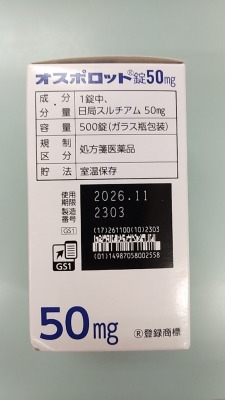 オスポロット®錠50mg
成分 1錠中、
分量 日局スルチアム 50mg
容量 500錠(ガラス瓶包装)
規制区分 処方箋医薬品
貯法 室温保存
使用期限 2026.11
製造番号 2303
GS1
(17)261100(10)2303
(01)14987058002558
GS1
50mg
®登録商標